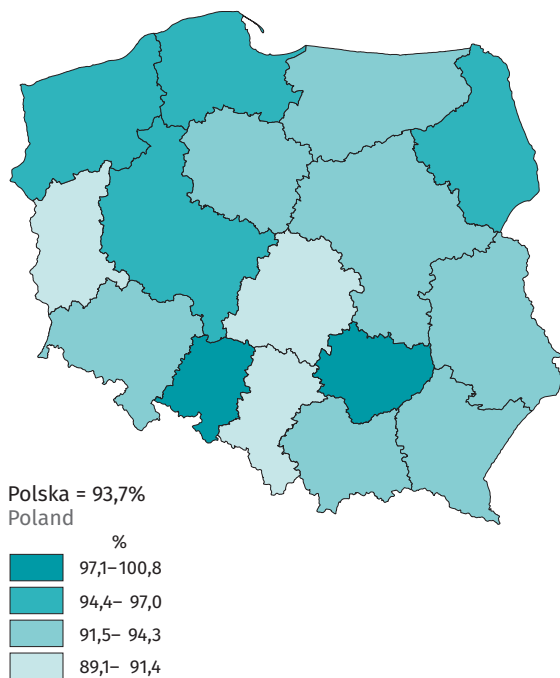 Polska = 93,7%
Poland
%
97,1–100,8
94,4– 97,0
91,5– 94,3
89,1– 91,4